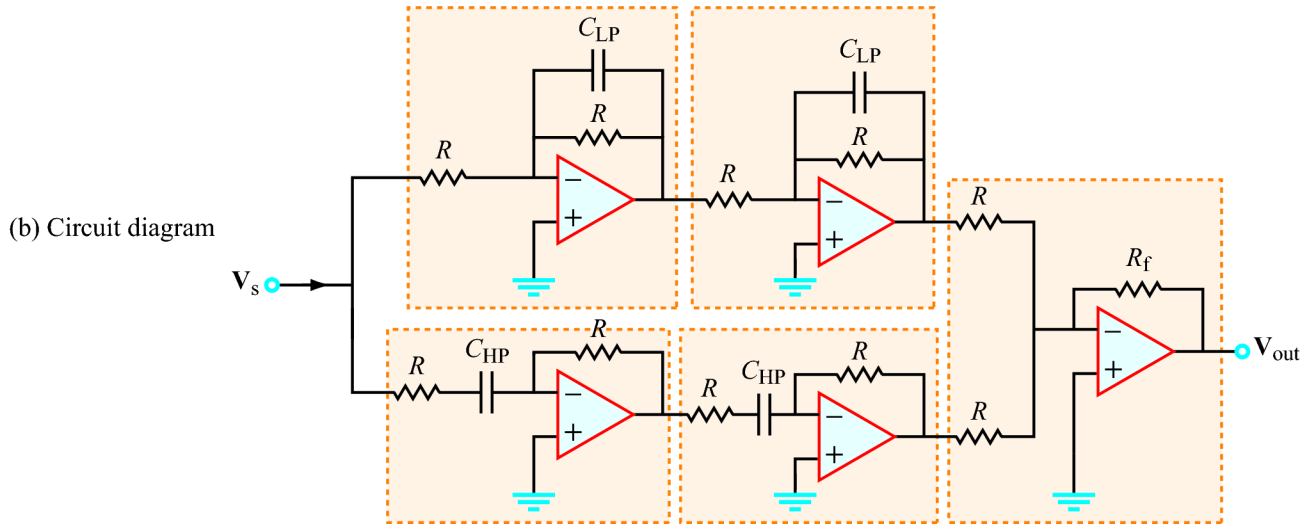 C_LP
C_LP
R
R
R
R
−
+
−
+
R
(b) Circuit diagram
V_s
R_f
−
+
V_out
R
C_HP
R
R
C_HP
R
R
−
+
−
+